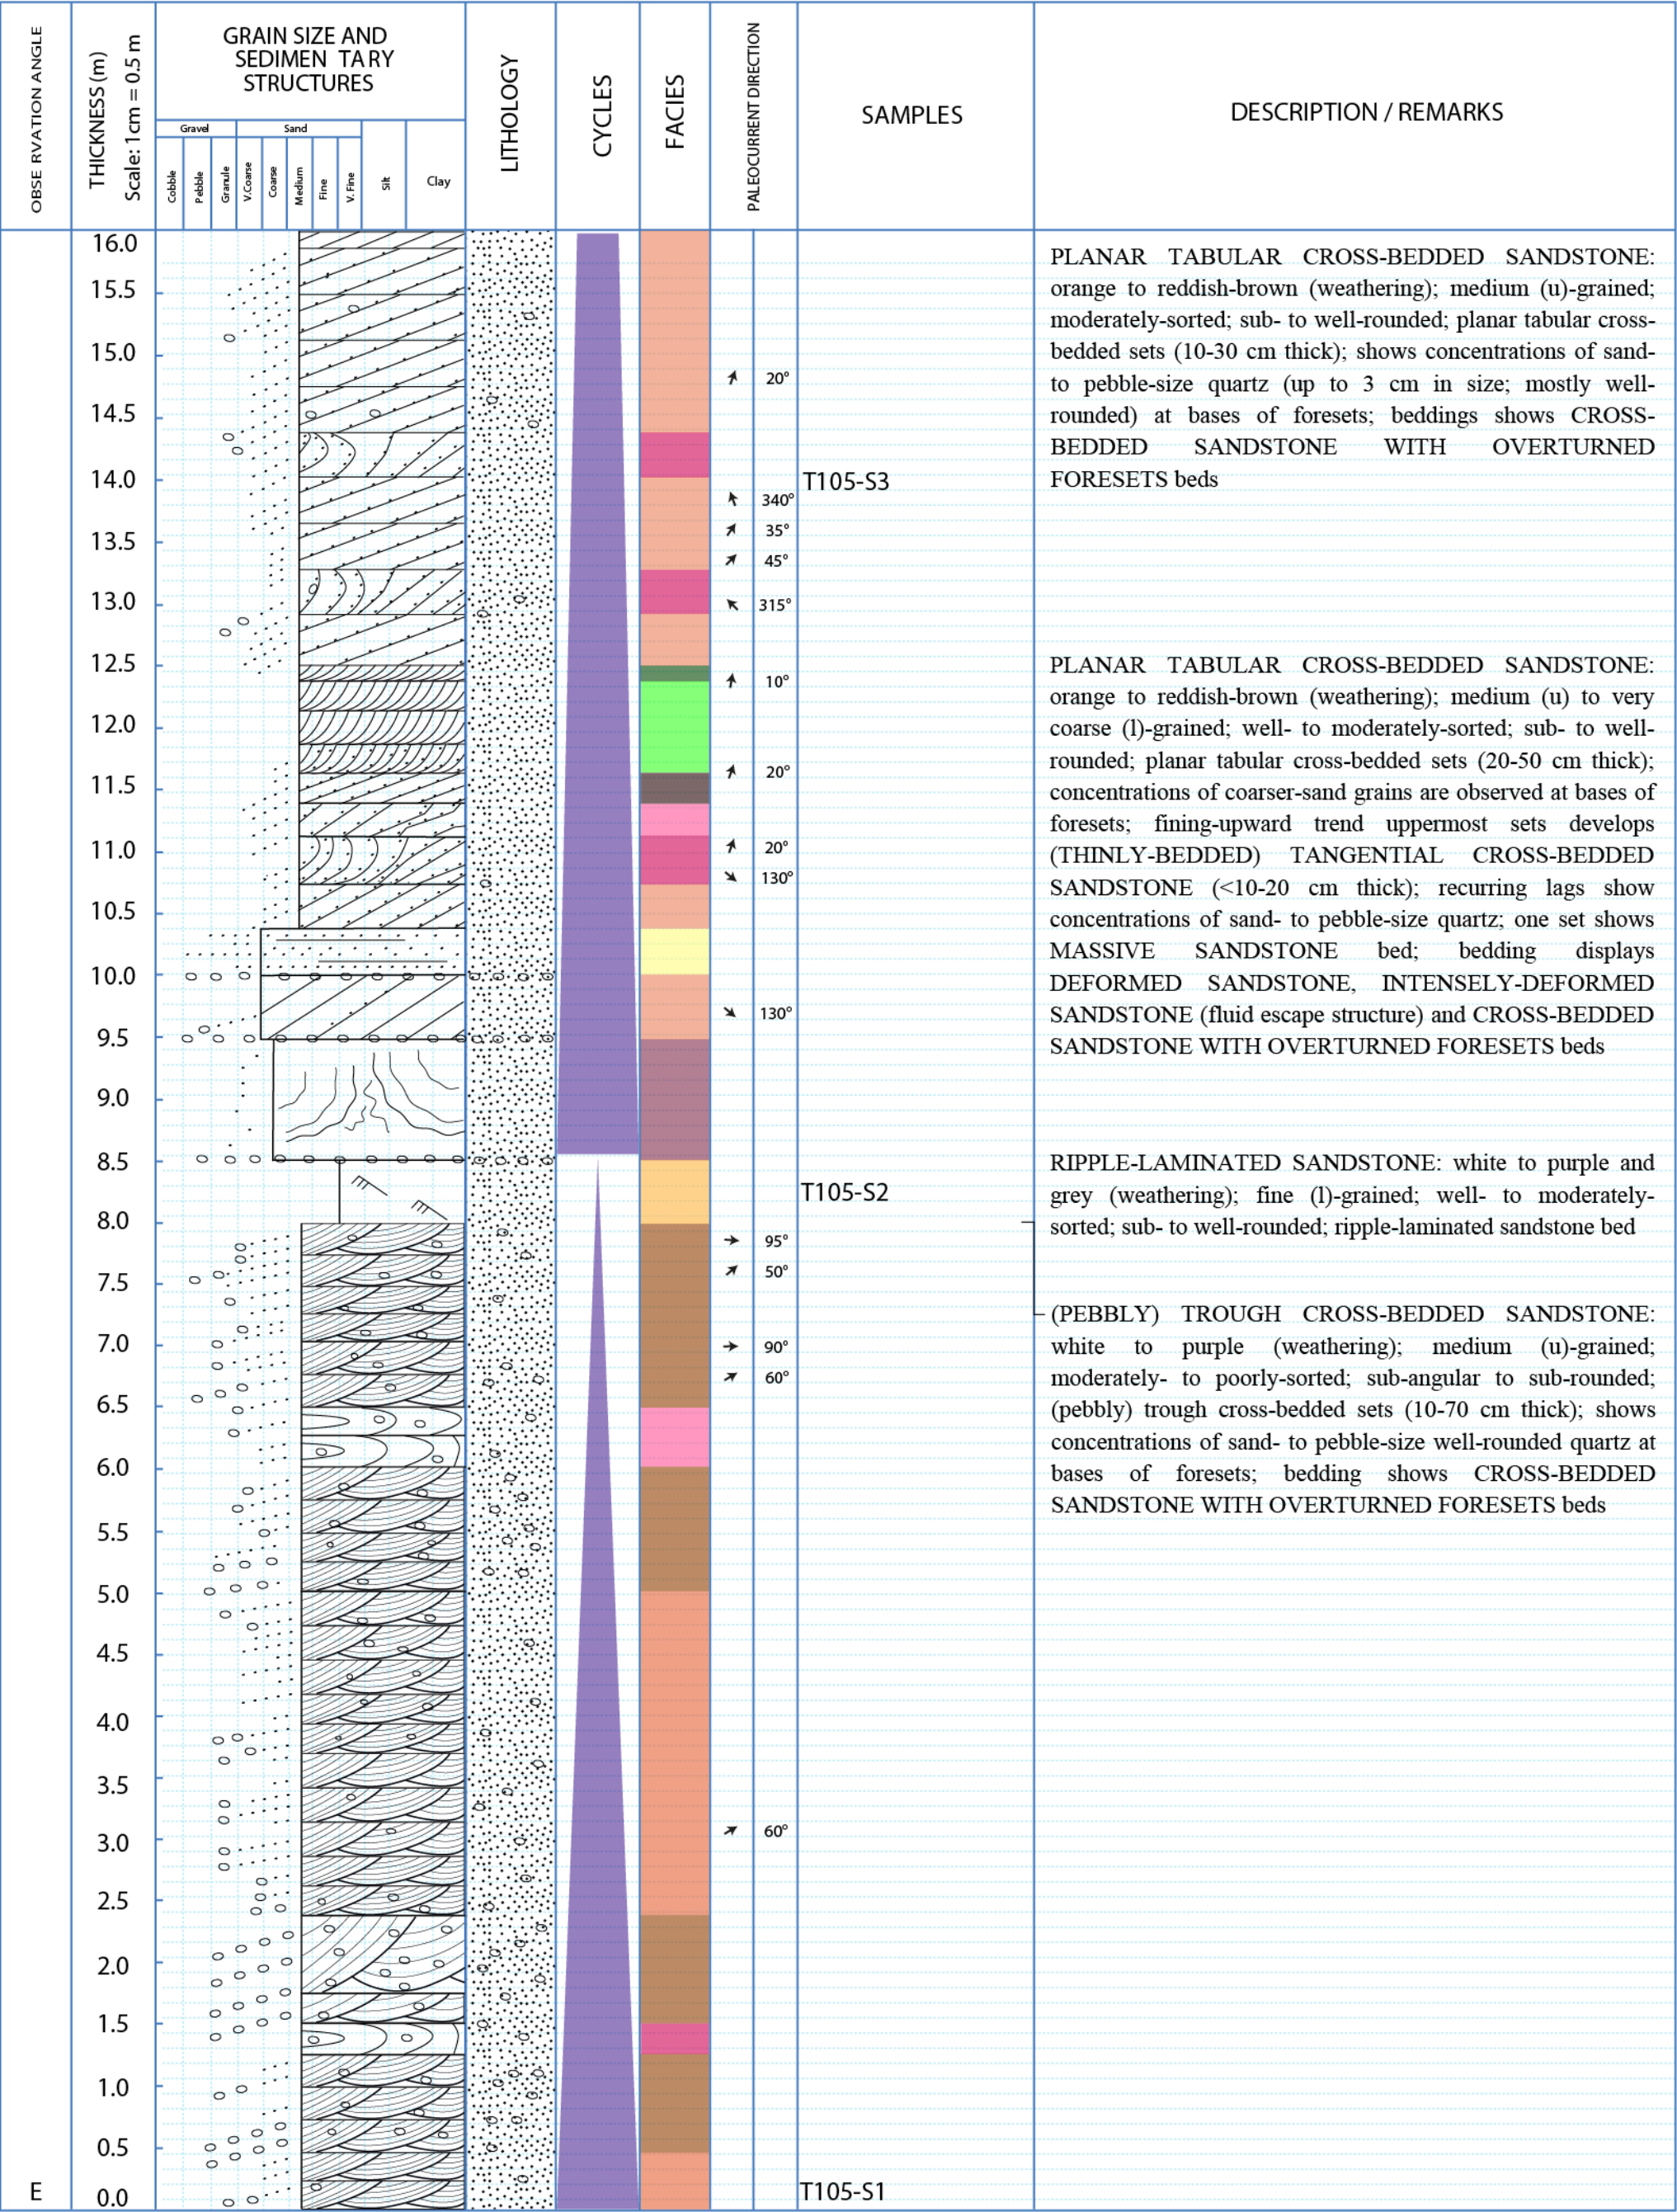 OBSE RVATION ANGLE
THICKNESS (m)
Scale: 1cm = 0.5 m
GRAIN SIZE AND
SEDIMEN TA RY
STRUCTURES
Gravel
Sand
Cobble
Pebble
Granule
V.Coarse
Coarse
Medium
Fine
V. Fine
Silt
Clay
LITHOLOGY
CYCLES
FACIES
PALEOCURRENT DIRECTION
SAMPLES
DESCRIPTION / REMARKS
16.0
15.5
15.0
14.5
14.0
13.5
13.0
12.5
12.0
11.5
11.0
10.5
10.0
9.5
9.0
8.5
8.0
7.5
7.0
6.5
6.0
5.5
5.0
4.5
4.0
3.5
3.0
2.5
2.0
1.5
1.0
0.5
0.0
E
20°
340°
35°
45°
315°
10°
20°
20°
130°
130°
95°
50°
90°
60°
60°
T105-S3
T105-S2
T105-S1
PLANAR TABULAR CROSS-BEDDED SANDSTONE:
orange to reddish-brown (weathering); medium (u)-grained;
moderately-sorted; sub- to well-rounded; planar tabular cross-
bedded sets (10-30 cm thick); shows concentrations of sand-
to pebble-size quartz (up to 3 cm in size; mostly well-
rounded) at bases of foresets; beddings shows CROSS-
BEDDED SANDSTONE WITH OVERTURNED
FORESETS beds
PLANAR TABULAR CROSS-BEDDED SANDSTONE:
orange to reddish-brown (weathering); medium (u) to very
coarse (l)-grained; well- to moderately-sorted; sub- to well-
rounded; planar tabular cross-bedded sets (20-50 cm thick);
concentrations of coarser-sand grains are observed at bases of
foresets; fining-upward trend uppermost sets develops
(THINLY-BEDDED) TANGENTIAL CROSS-BEDDED
SANDSTONE (<10-20 cm thick); recurring lags show
concentrations of sand- to pebble-size quartz; one set shows
MASSIVE SANDSTONE bed; bedding displays
DEFORMED SANDSTONE, INTENSELY-DEFORMED
SANDSTONE (fluid escape structure) and CROSS-BEDDED
SANDSTONE WITH OVERTURNED FORESETS beds
RIPPLE-LAMINATED SANDSTONE: white to purple and
grey (weathering); fine (l)-grained; well- to moderately-
sorted; sub- to well-rounded; ripple-laminated sandstone bed
(PEBBLY) TROUGH CROSS-BEDDED SANDSTONE:
white to purple (weathering); medium (u)-grained;
moderately- to poorly-sorted; sub-angular to sub-rounded;
(pebbly) trough cross-bedded sets (10-70 cm thick); shows
concentrations of sand- to pebble-size well-rounded quartz at
bases of foresets; bedding shows CROSS-BEDDED
SANDSTONE WITH OVERTURNED FORESETS beds